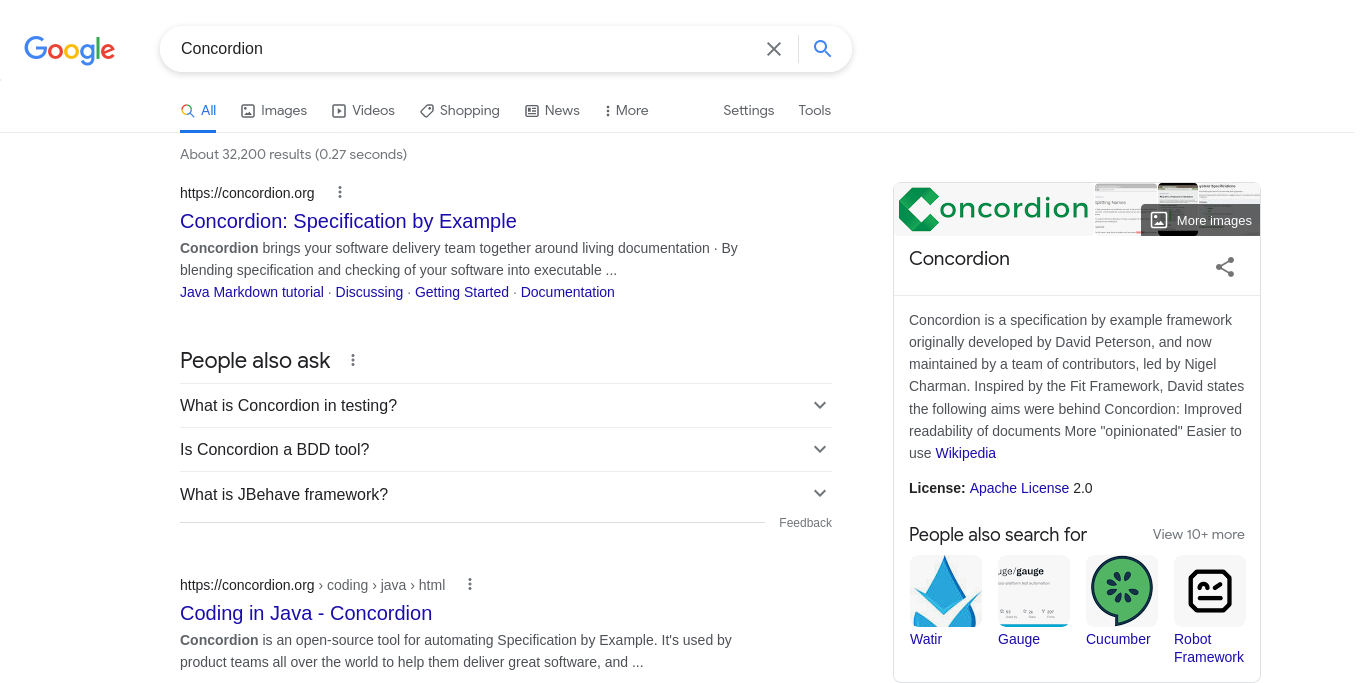 Google
Concordion
All
Images
Videos
Shopping
News
More
Settings
Tools
About 32,200 results (0.27 seconds)
https://concordion.org
Concordion: Specification by Example
Concordion brings your software delivery team together around living documentation · By
blending specification and checking of your software into executable ...
Java Markdown tutorial · Discussing · Getting Started · Documentation
People also ask
What is Concordion in testing?
Is Concordion a BDD tool?
What is JBehave framework?
Feedback
https://concordion.org › coding › java › html
Coding in Java - Concordion
Concordion is an open-source tool for automating Specification by Example. It's used by
product teams all over the world to help them deliver great software, and ...
Concordion
More images
Concordion
Concordion is a specification by example framework
originally developed by David Peterson, and now
maintained by a team of contributors, led by Nigel
Charman. Inspired by the Fit Framework, David states
the following aims were behind Concordion: Improved
readability of documents More "opinionated" Easier to
use Wikipedia
License: Apache License 2.0
People also search for
View 10+ more
uge/gauge
Watir
Gauge
Cucumber
Robot
Framework